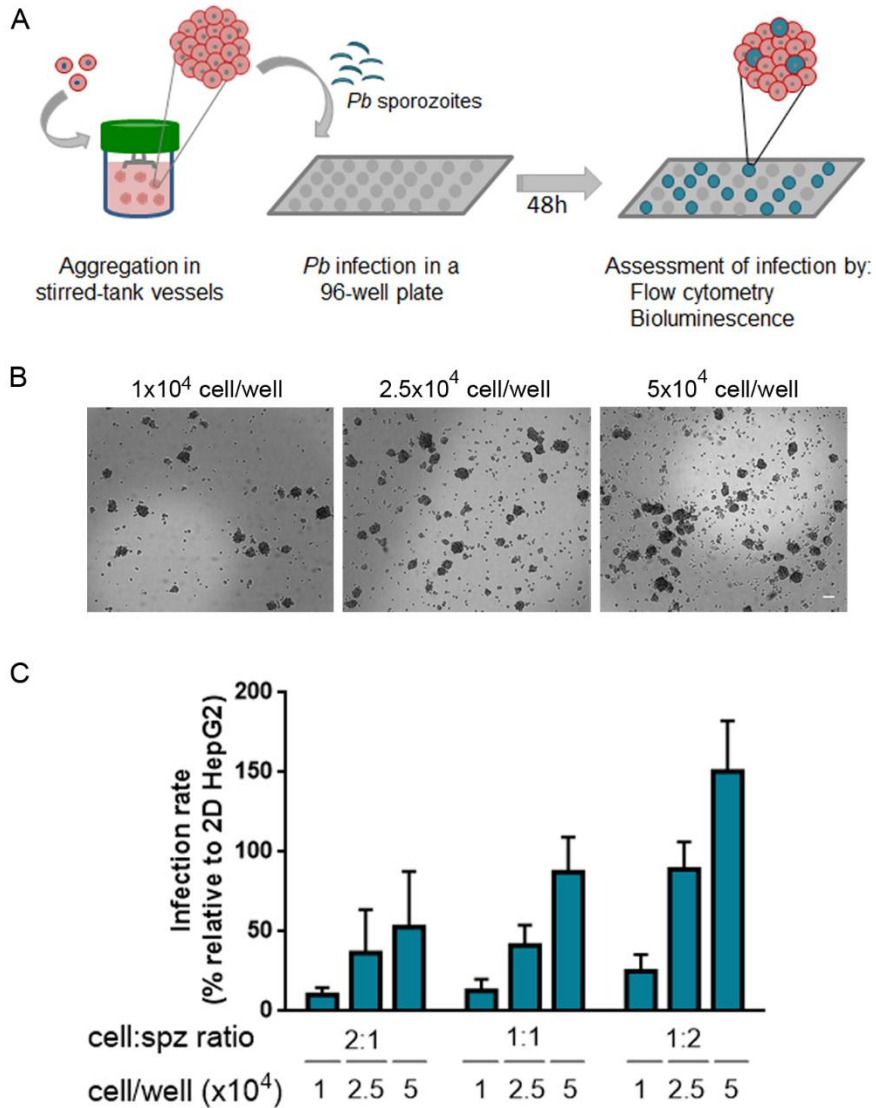 A
Pb sporozoites
48h
Aggregation in
stirred-tank vessels
Pb infection in a
96-well plate
Assessment of infection by:
Flow cytometry
Bioluminescence
B
1x10⁴ cell/well
2.5x10⁴ cell/well
5x10⁴ cell/well
C
Infection rate
(% relative to 2D HepG2)
200
150
100
50
0
cell:spz ratio 2:1 1:1 1:2
cell/well (x10⁴) 1 2.5 5 1 2.5 5 1 2.5 5